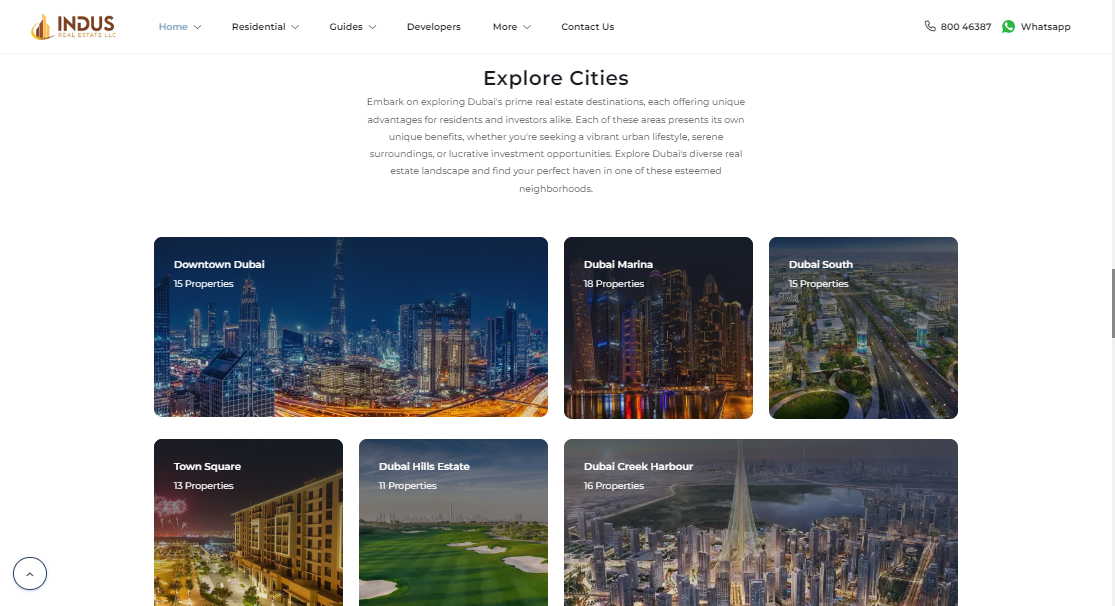 INDUS
REAL ESTATE LLC
Home
Residential
Guides
Developers
More
Contact Us
800 46387
Whatsapp
Explore Cities
Embark on exploring Dubai's prime real estate destinations, each offering unique
advantages for residents and investors alike. Each of these areas presents its own
unique benefits, whether you're seeking a vibrant urban lifestyle, serene
surroundings, or lucrative investment opportunities. Explore Dubai's diverse real
estate landscape and find your perfect haven in one of these esteemed
neighborhoods.
Downtown Dubai
15 Properties
Dubai Marina
18 Properties
Dubai South
15 Properties
Town Square
13 Properties
Dubai Hills Estate
11 Properties
Dubai Creek Harbour
16 Properties